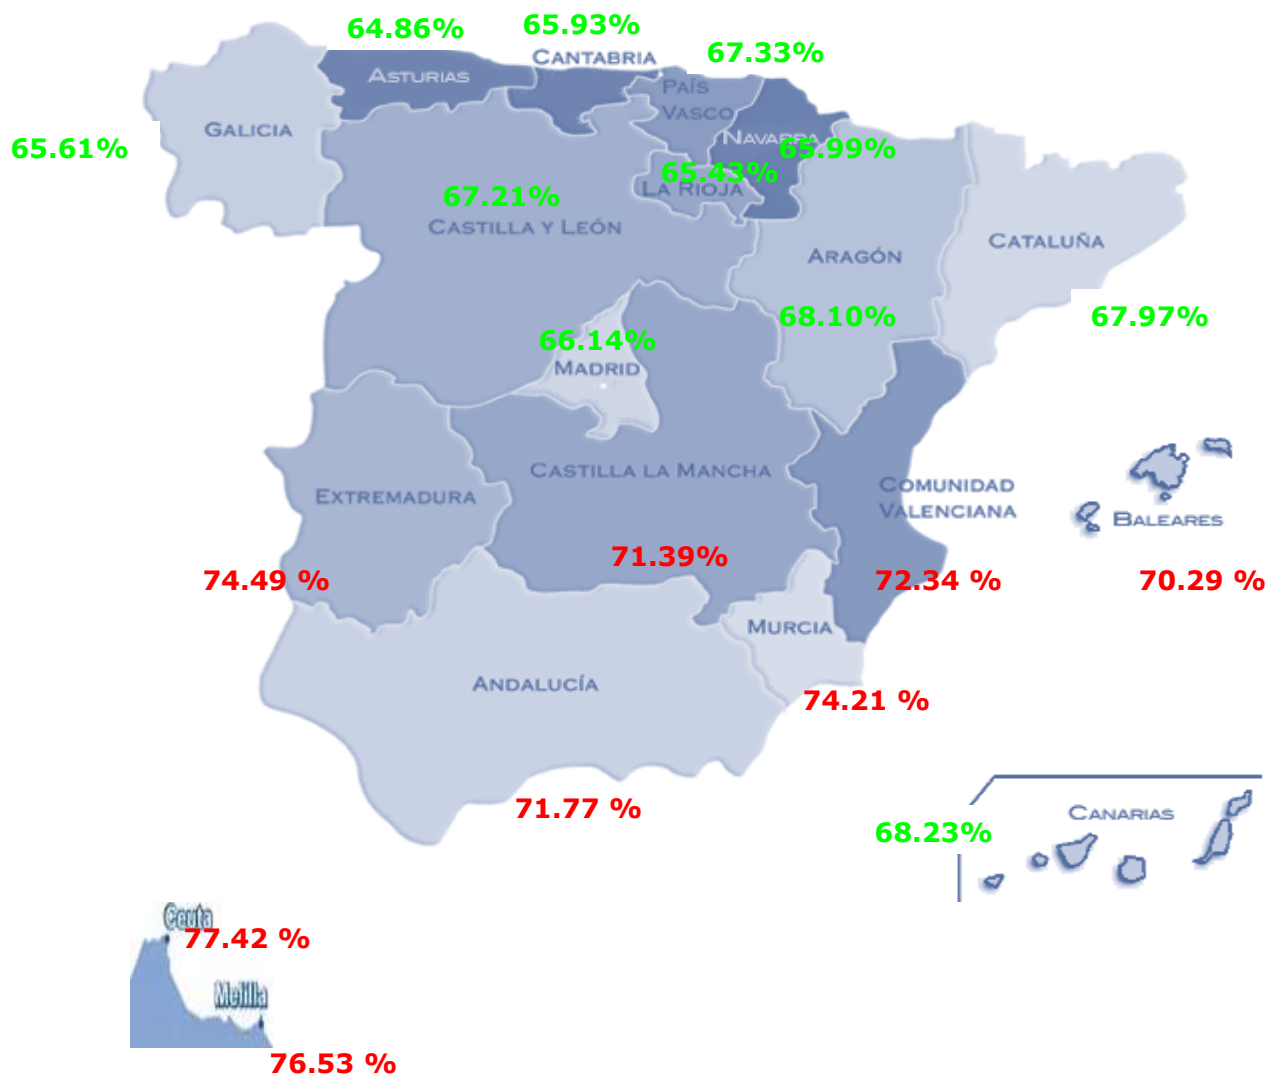 64.86%
65.93%
CANTABRIA
67.33%
ASTURIAS
PAÍS
VASCO
GALICIA
NAVARRA
65.61%
65.99%
65.43%
LA RIOJA
67.21%
CASTILLA Y LEÓN
ARAGÓN
CATALUÑA
68.10%
67.97%
66.14%
MADRID
CASTILLA LA MANCHA
EXTREMADURA
COMUNIDAD
VALENCIANA
BALEARES
71.39%
74.49 %
72.34 %
70.29 %
MURCIA
ANDALUCÍA
74.21 %
71.77 %
CANARIAS
68.23%
Ceuta
77.42 %
Melilla
76.53 %